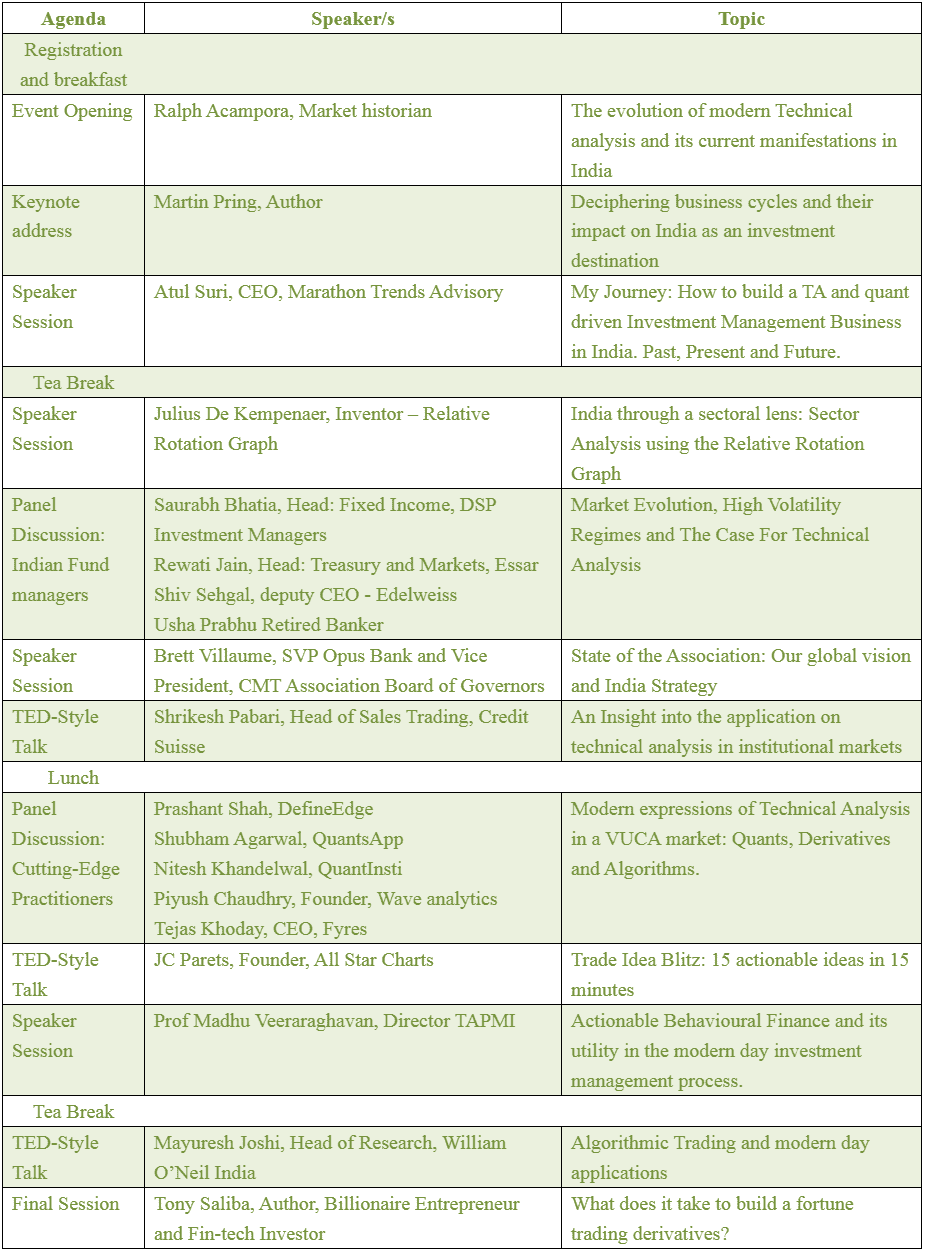 Agenda Speaker/s Topic
Registration
and breakfast
Event Opening Ralph Acampora, Market historian The evolution of modern Technical
analysis and its current manifestations in
India
Keynote Martin Pring, Author Deciphering business cycles and their
address impact on India as an investment
destination
Speaker Atul Suri, CEO, Marathon Trends Advisory My Journey: How to build a TA and quant
Session driven Investment Management Business
in India. Past, Present and Future.
Tea Break
Speaker Julius De Kempenaer, Inventor – Relative India through a sectoral lens: Sector
Session Rotation Graph Analysis using the Relative Rotation
Graph
Panel Saurabh Bhatia, Head: Fixed Income, DSP Market Evolution, High Volatility
Discussion: Investment Managers Regimes and The Case For Technical
Indian Fund Rewati Jain, Head: Treasury and Markets, Essar Analysis
managers Shiv Sehgal, deputy CEO - Edelweiss
Usha Prabhu Retired Banker
Speaker Brett Villaume, SVP Opus Bank and Vice State of the Association: Our global vision
Session President, CMT Association Board of Governors and India Strategy
TED-Style Shrikesh Pabari, Head of Sales Trading, Credit An Insight into the application on
Talk Suisse technical analysis in institutional markets
Lunch
Panel Prashant Shah, DefineEdge Modern expressions of Technical Analysis
Discussion: Shubham Agarwal, QuantsApp in a VUCA market: Quants, Derivatives
Cutting-Edge Nitesh Khandelwal, QuantInsti and Algorithms.
Practitioners Piyush Chaudhry, Founder, Wave analytics
Tejas Khoday, CEO, Fyres
TED-Style JC Parets, Founder, All Star Charts Trade Idea Blitz: 15 actionable ideas in 15
Talk minutes
Speaker Prof Madhu Veeraraghavan, Director TAPMI Actionable Behavioural Finance and its
Session utility in the modern day investment
management process.
Tea Break
TED-Style Mayuresh Joshi, Head of Research, William Algorithmic Trading and modern day
Talk O’Neil India applications
Final Session Tony Saliba, Author, Billionaire Entrepreneur What does it take to build a fortune
and Fin-tech Investor trading derivatives?